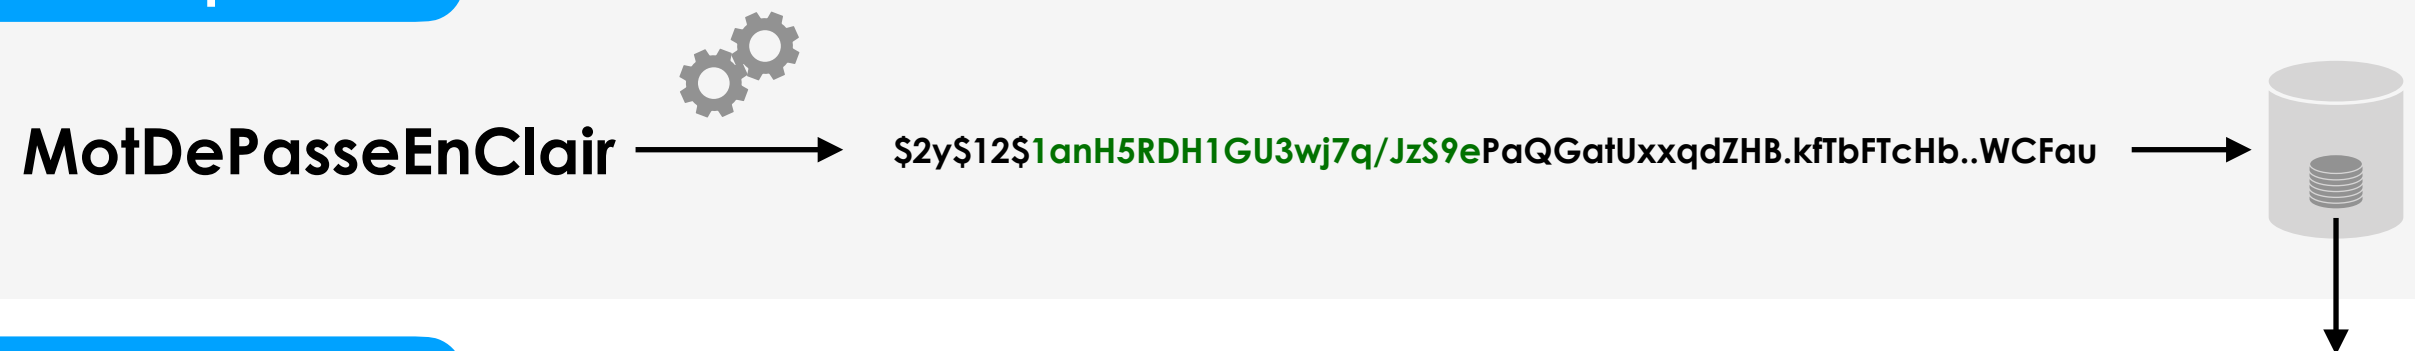 MotDePasseEnClair
$2y$12$1anH5RDH1GU3wj7q/JzS9ePaQGatUxxqdZHB.kfTbFTcHb..WCFau